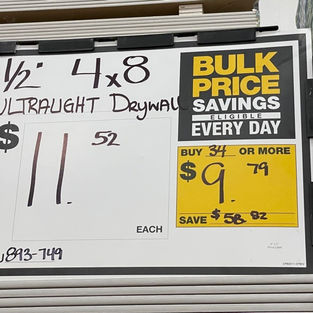 1/2" 4x8
ULTRALIGHT Drywall
$ 11.52
EACH
893-749
BULK
PRICE
SAVINGS
ELIGIBLE
EVERY DAY
BUY 34 OR MORE
$9.79
SAVE $58.82